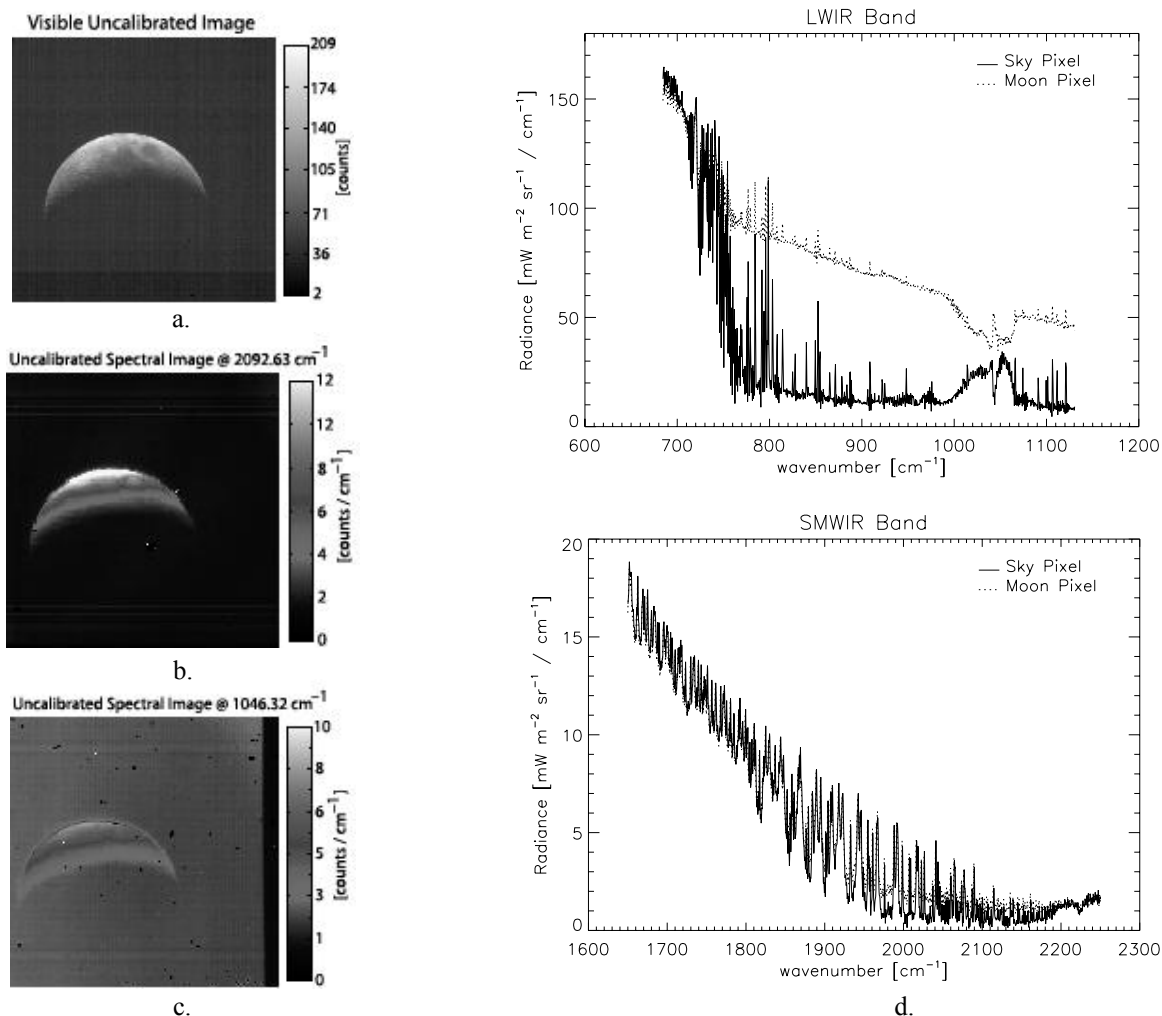 Visible Uncalibrated Image
209
174
140
105
71
36
2
[counts]
a.
Uncalibrated Spectral Image @ 2092.63 cm⁻¹
12
12
8
6
4
2
0
[counts / cm⁻¹]
b.
Uncalibrated Spectral Image @ 1046.32 cm⁻¹
10
9
6
5
3
1
0
[counts / cm⁻¹]
c.
LWIR Band
Sky Pixel
Moon Pixel
150
100
50
0
Radiance [mW m⁻² sr⁻¹ / cm⁻¹]
600 700 800 900 1000 1100 1200
wavenumber [cm⁻¹]
SMWIR Band
Sky Pixel
Moon Pixel
20
15
10
5
0
Radiance [mW m⁻² sr⁻¹ / cm⁻¹]
1600 1700 1800 1900 2000 2100 2200 2300
wavenumber [cm⁻¹]
d.